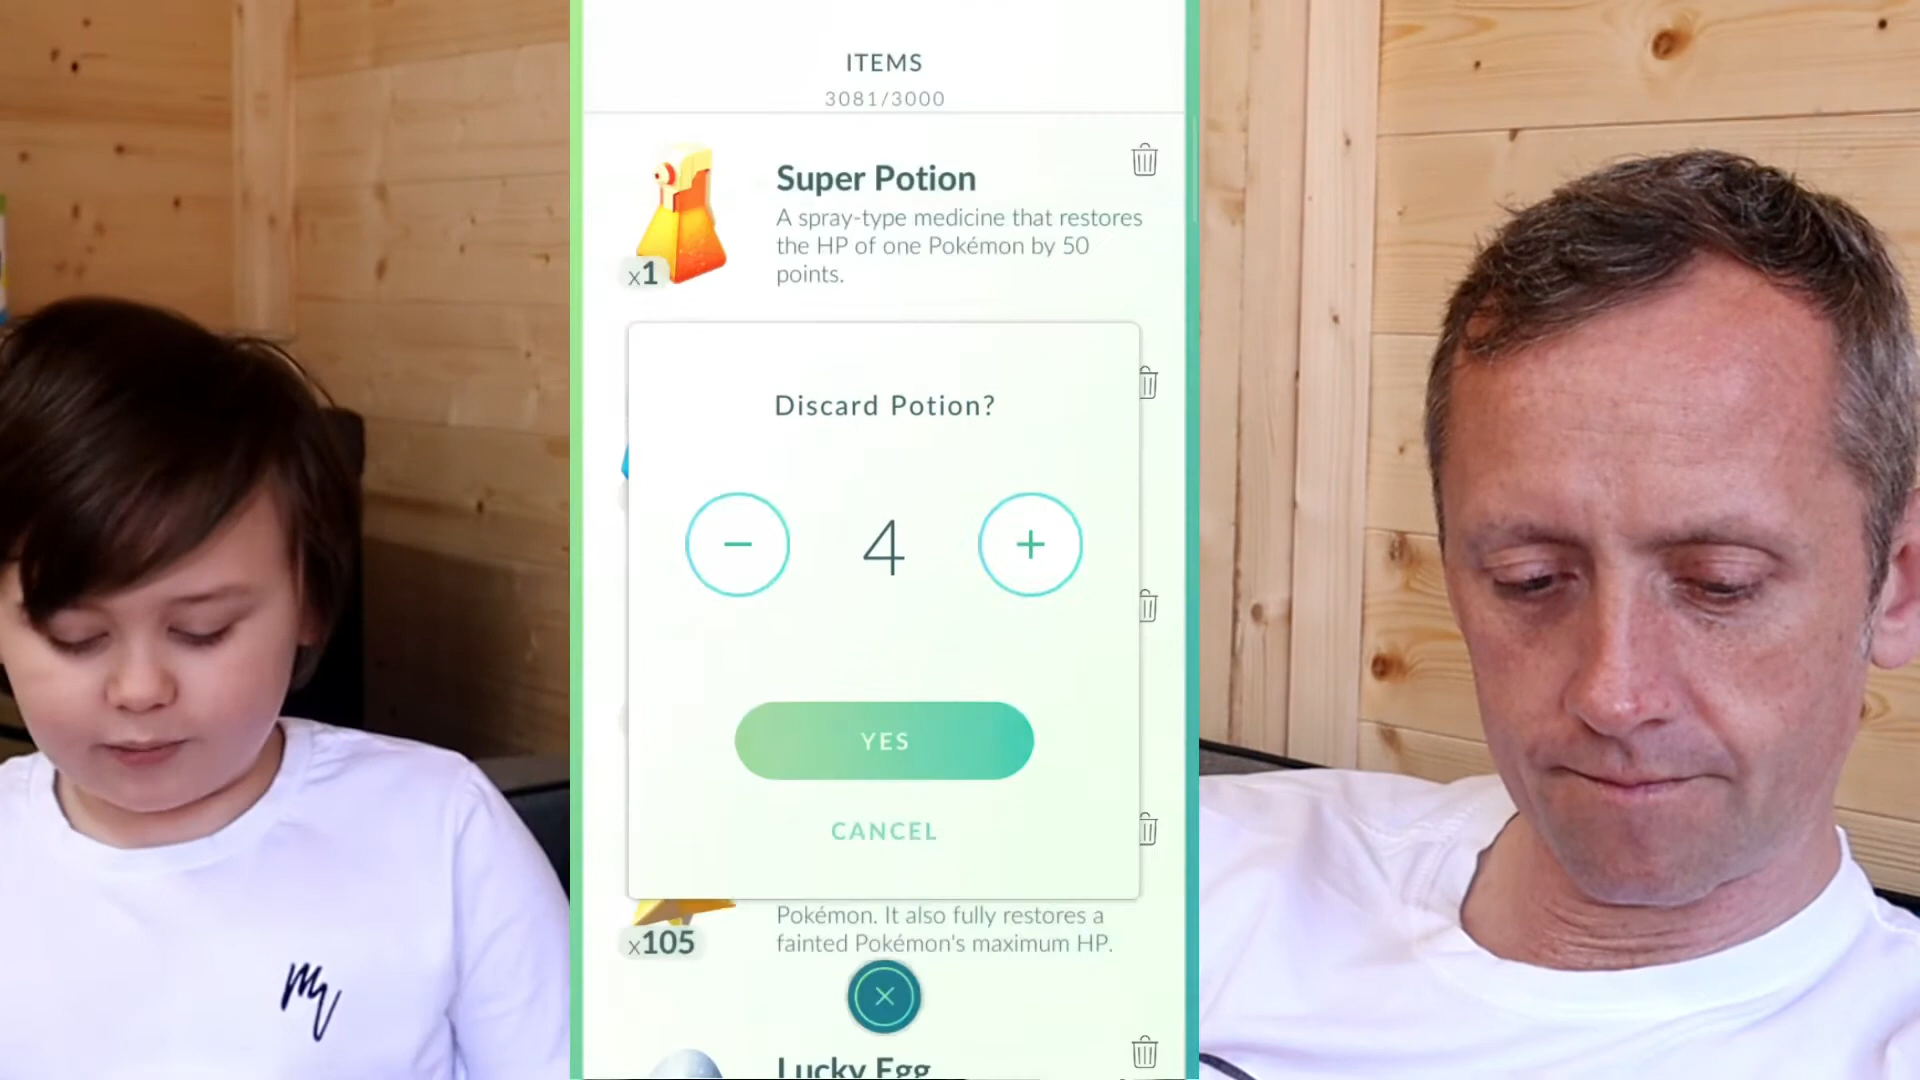 ITEMS
3081/3000
Super Potion
A spray-type medicine that restores
the HP of one Pokémon by 50
points.
x1
Discard Potion?
− 4 +
YES
CANCEL
Pokémon. It also fully restores a
fainted Pokémon's maximum HP.
x105
Lucky Egg